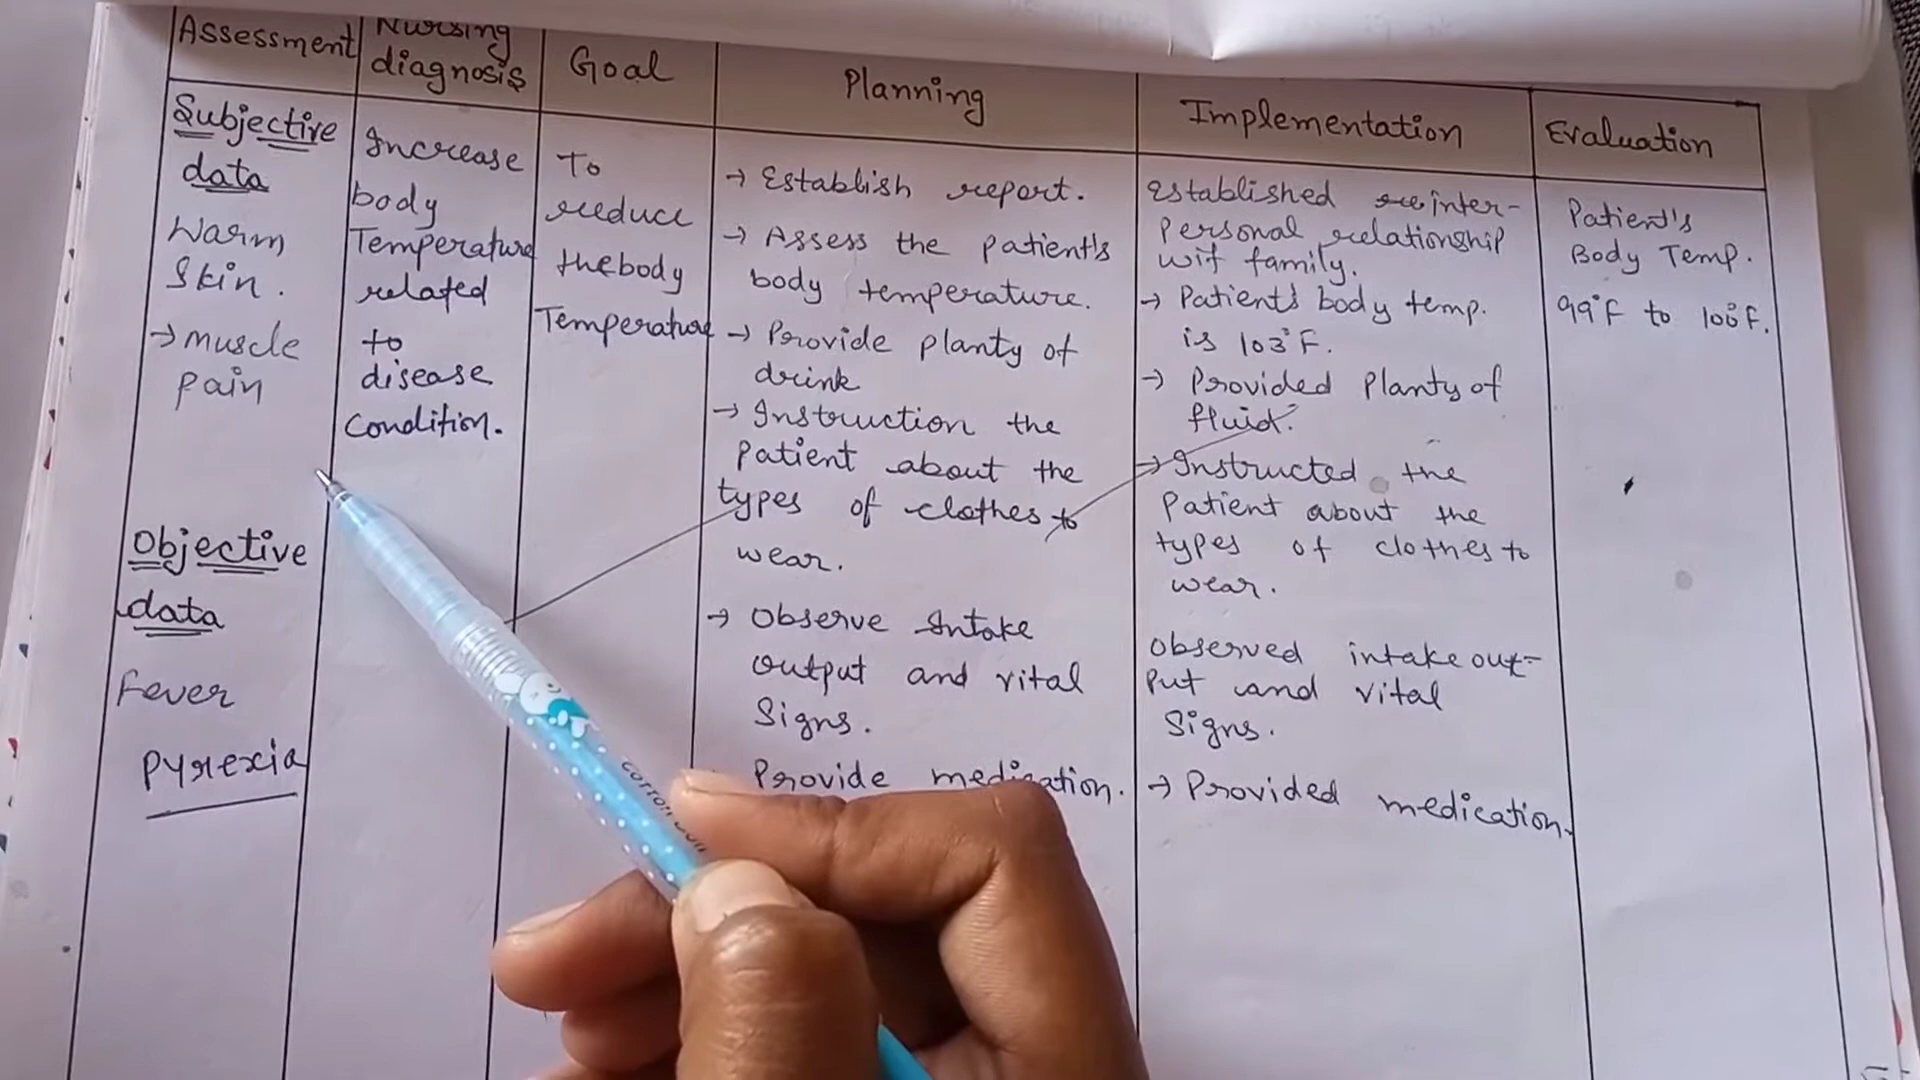 Assessment
Nursing
diagnosis
Goal
Planning
Implementation
Evaluation
Subjective
data
Warm
Skin.
→ muscle
pain
Objective
data
Fever
Pyrexia
Increase
body
Temperature
related
to
disease
condition.
To
reduce
the body
Temperature
→ Establish report.
→ Assess the patient's
body temperature.
→ Provide planty of
drink
→ Instruction the
patient about the
types of clothes to
wear.
→ Observe Intake
output and vital
Signs.
Provide medication.
Established inter-
personal relationship
wit family.
→ Patient's body temp.
is 103°F.
→ Provided planty of
fluid.
→ Instructed the
patient about the
types of clothes to
wear.
Observed intake out-
put and vital
Signs.
→ Provided medication.
Patient's
Body Temp.
99°F to 100°F.